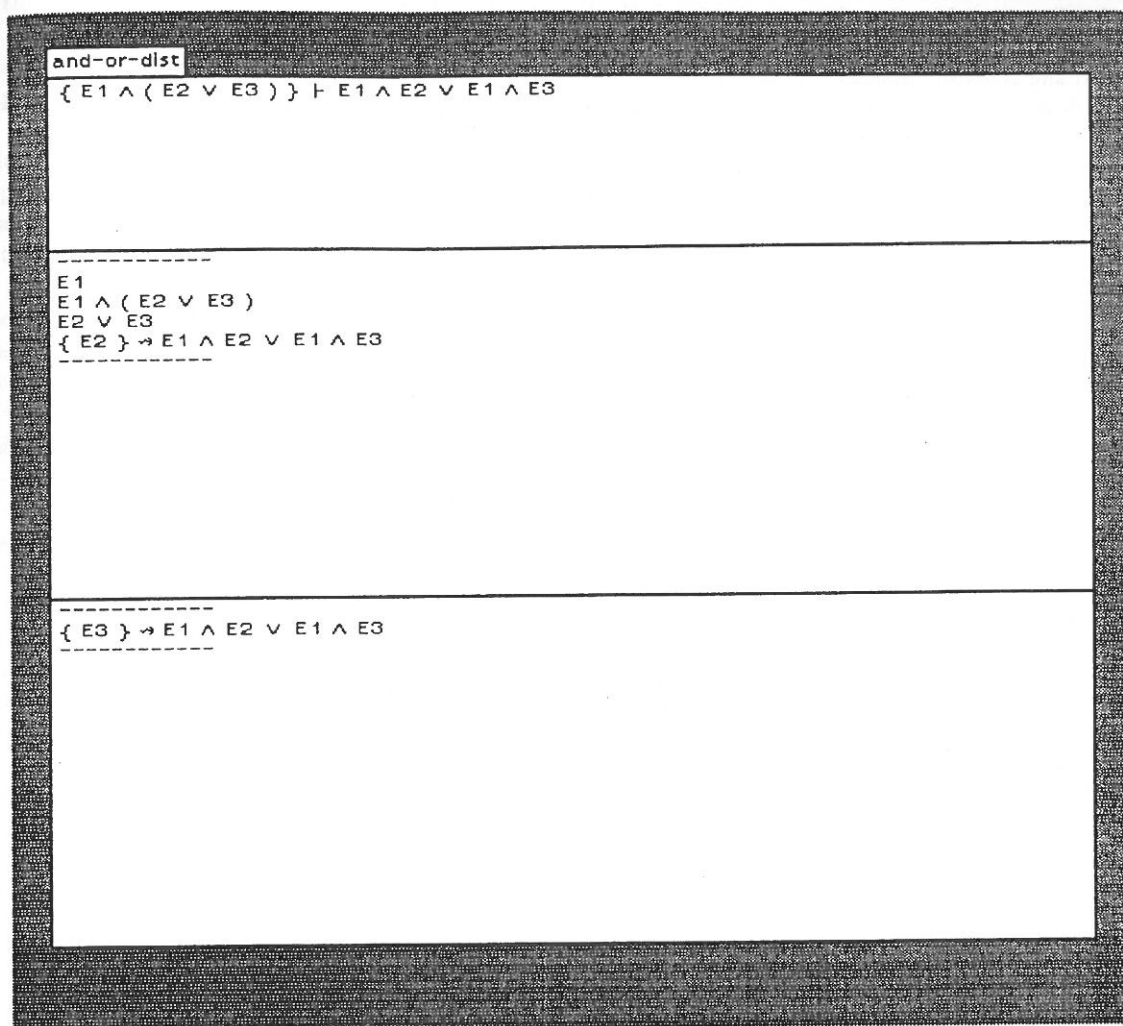 and-or-dist
{ E1 ∧ ( E2 ∨ E3 ) } ⊢ E1 ∧ E2 ∨ E1 ∧ E3
------------
E1
E1 ∧ ( E2 ∨ E3 )
E2 ∨ E3
{ E2 } ↝ E1 ∧ E2 ∨ E1 ∧ E3
------------
------------
{ E3 } ↝ E1 ∧ E2 ∨ E1 ∧ E3
------------